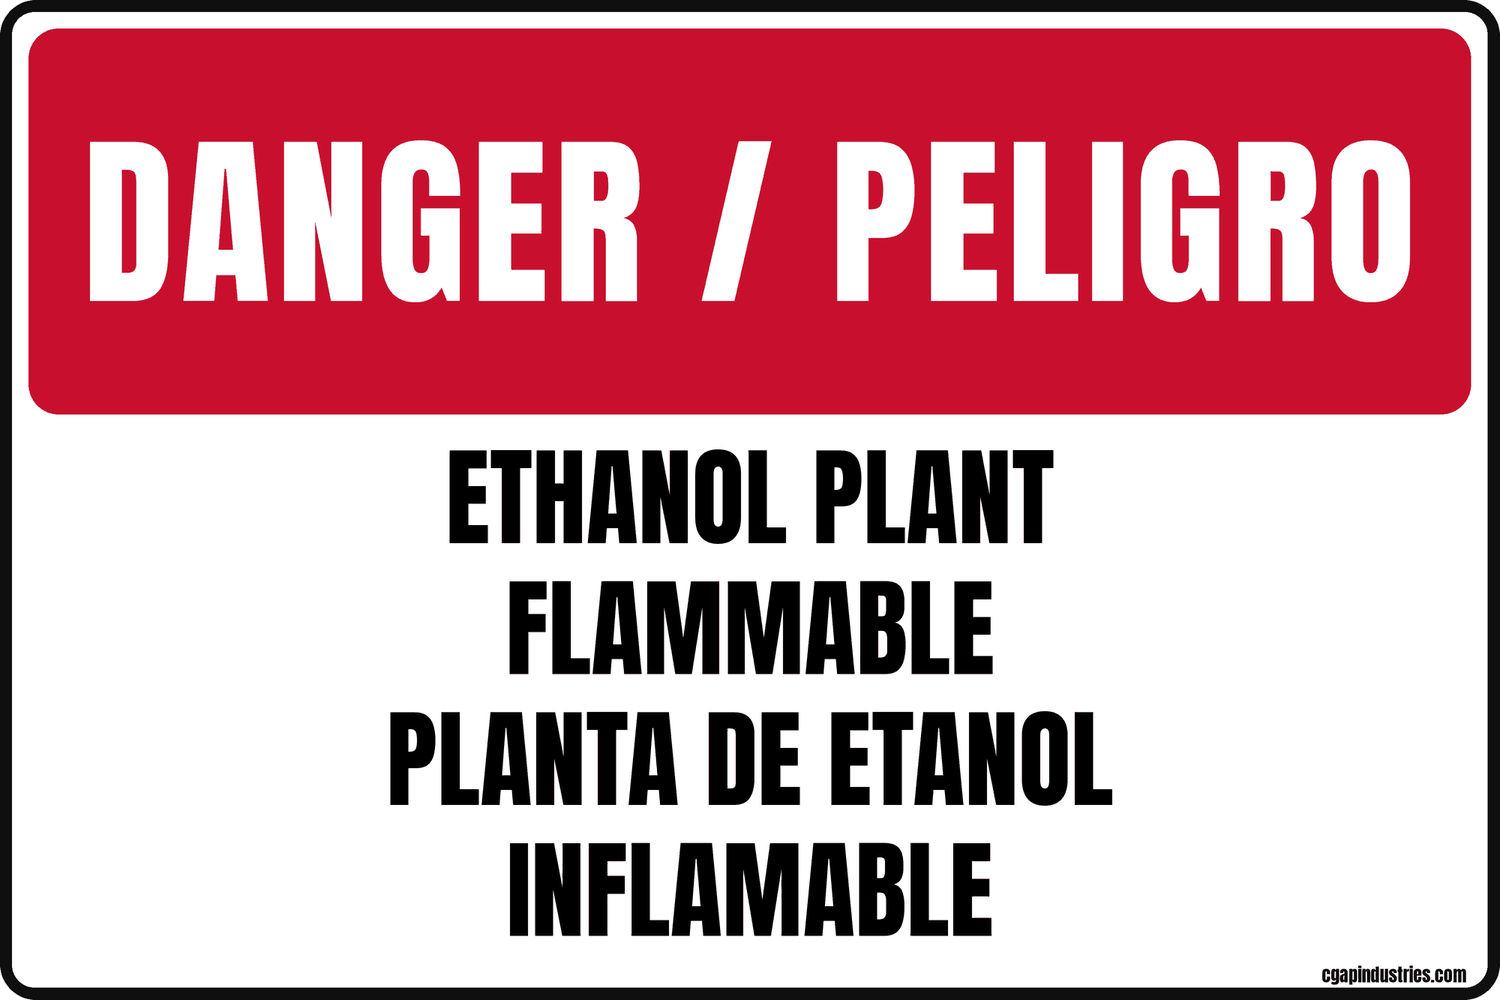 DANGER / PELIGRO
ETHANOL PLANT
FLAMMABLE
PLANTA DE ETANOL
INFLAMABLE
cgapindustries.com